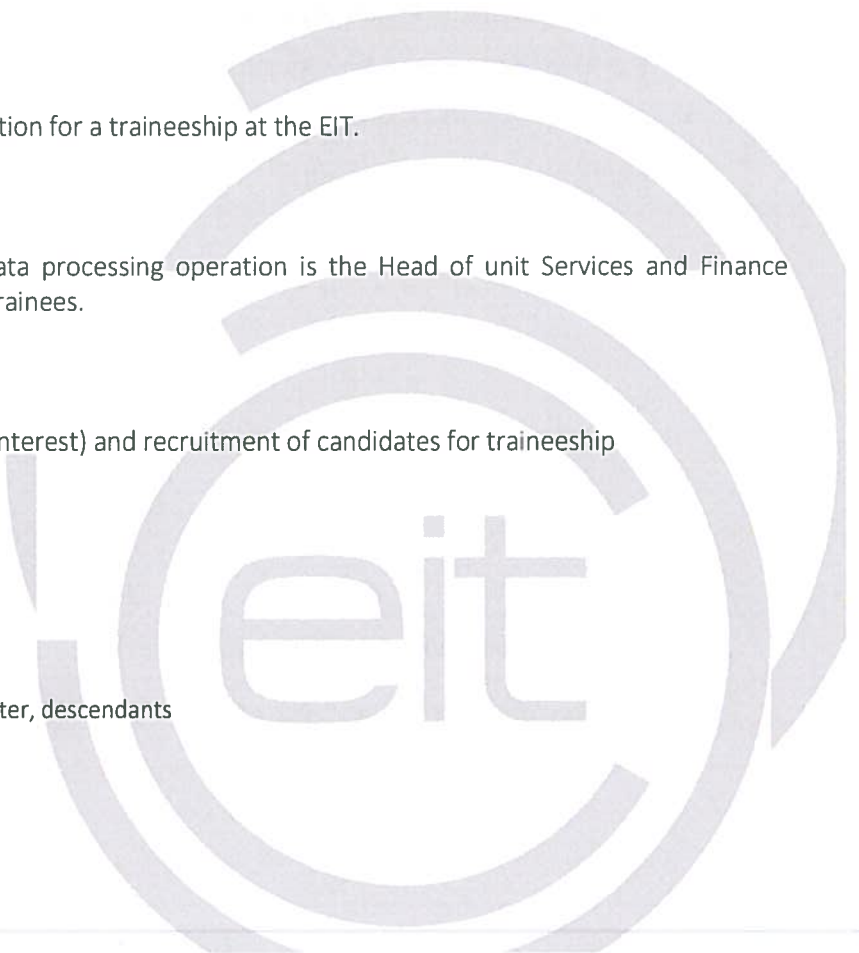 tion for a traineeship at the EIT.
ata processing operation is the Head of unit Services and Finance
rainees.
nterest) and recruitment of candidates for traineeship
eit
ter, descendants